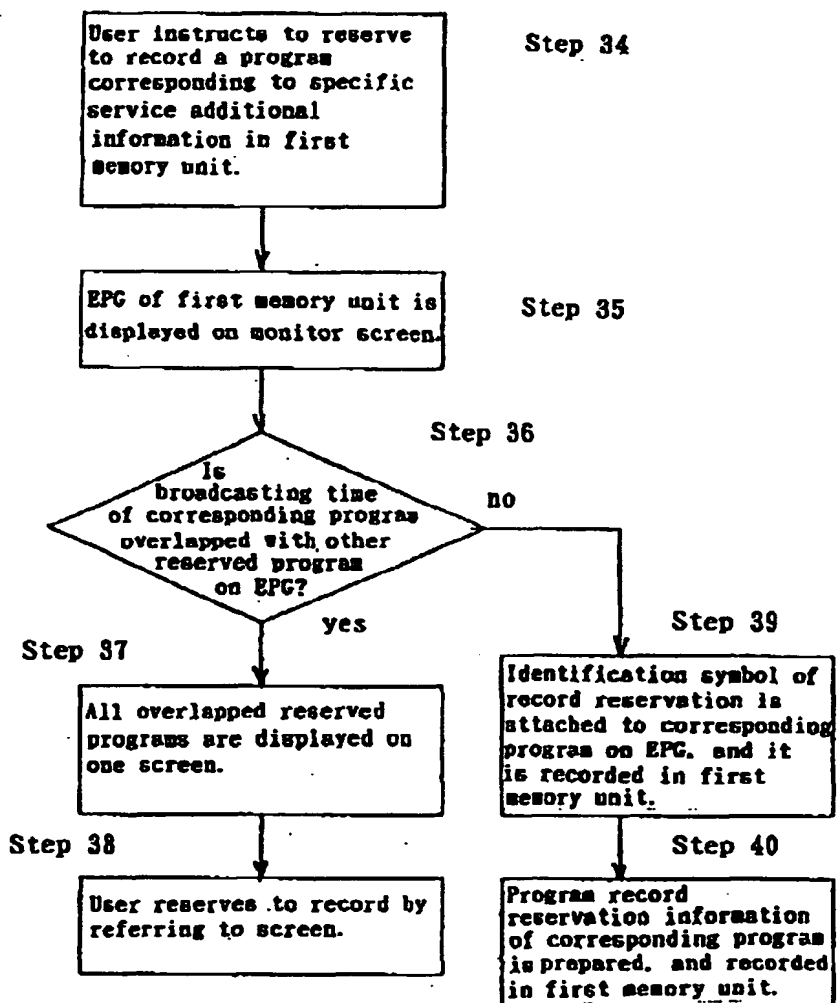 User instructs to reserve
to record a program
corresponding to specific
service additional
information in first
memory unit.
Step 34
EPG of first memory unit is
displayed on monitor screen.
Step 35
Step 36
Is
broadcasting time
of corresponding program
overlapped with other
reserved program
on EPG?
no
yes
Step 37
All overlapped reserved
programs are displayed on
one screen.
Step 38
User reserves to record by
referring to screen.
Step 39
Identification symbol of
record reservation is
attached to corresponding
program on EPG. and it
is recorded in first
memory unit.
Step 40
Program record
reservation information
of corresponding program
is prepared. and recorded
in first memory unit.